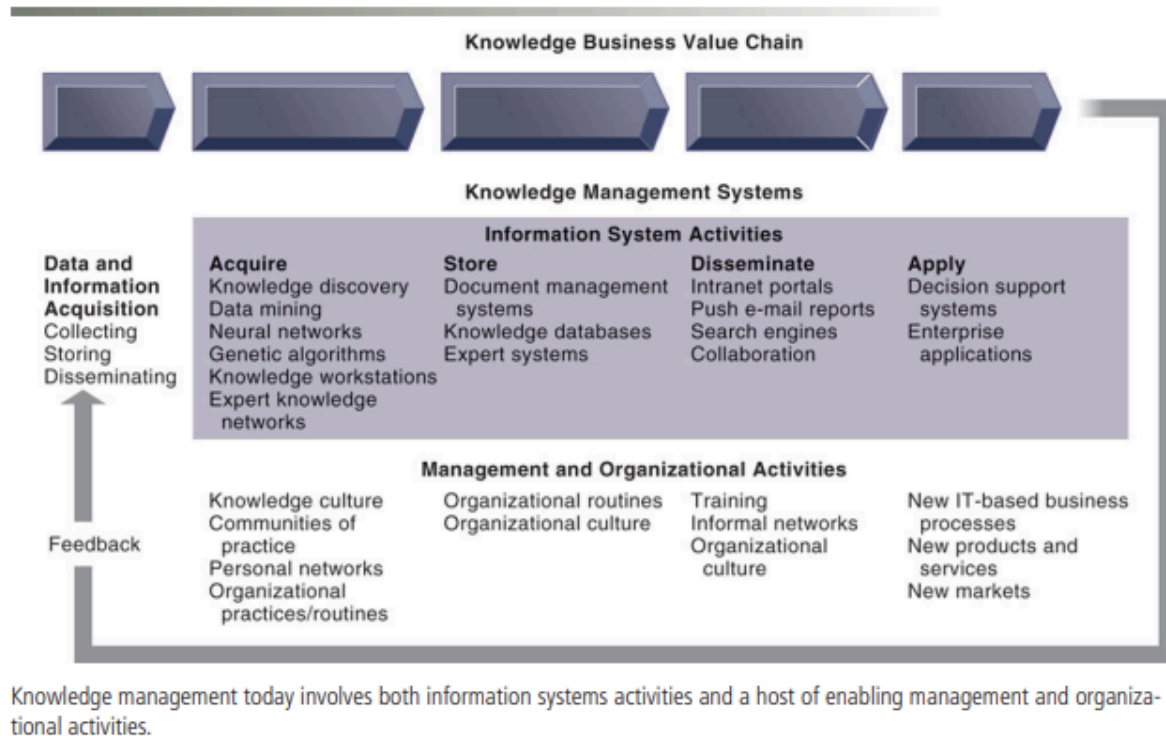 Knowledge Business Value Chain
Knowledge Management Systems
Information System Activities
Data and
Information
Acquisition
Collecting
Storing
Disseminating
Acquire
Knowledge discovery
Data mining
Neural networks
Genetic algorithms
Knowledge workstations
Expert knowledge
networks
Store
Document management
systems
Knowledge databases
Expert systems
Disseminate
Intranet portals
Push e-mail reports
Search engines
Collaboration
Apply
Decision support
systems
Enterprise
applications
Management and Organizational Activities
Knowledge culture
Communities of
practice
Personal networks
Organizational
practices/routines
Organizational routines
Organizational culture
Training
Informal networks
Organizational
culture
New IT-based business
processes
New products and
services
New markets
Feedback
Knowledge management today involves both information systems activities and a host of enabling management and organiza-
tional activities.